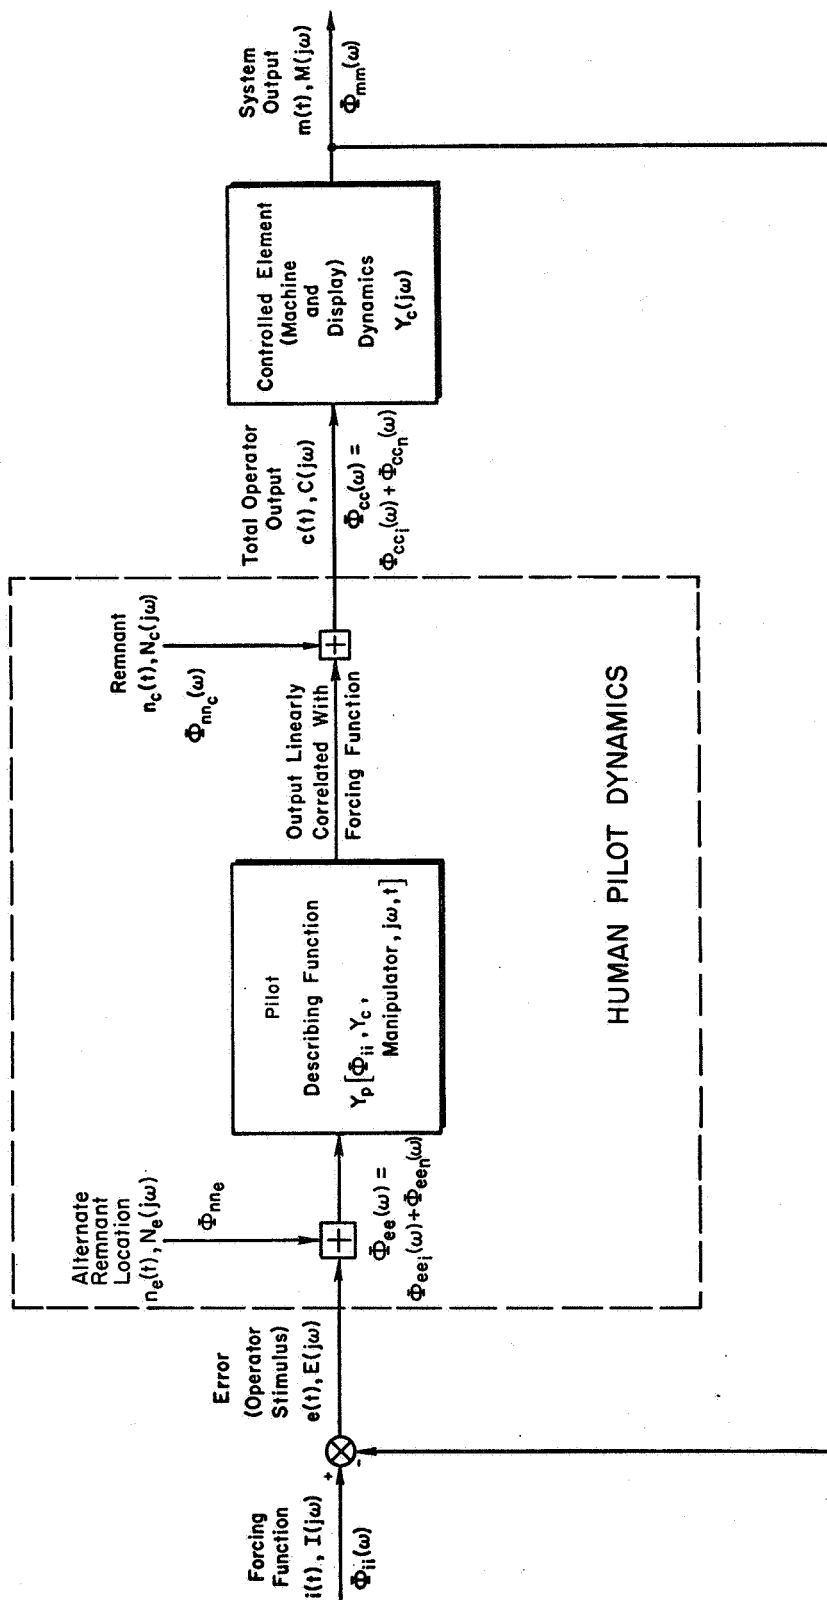 Forcing
Function
i(t), I(jω)
Φii(ω)
+
-
Error
(Operator
Stimulus)
e(t), E(jω)
Alternate
Remnant
Location
ne(t), Ne(jω)
Φnne
+
Φee(ω) =
Φeei(ω) + Φeen(ω)
Pilot
Describing Function
Yp[Φii, Yc,
Manipulator, jω, t]
Output Linearly
Correlated With
Forcing Function
Remnant
nc(t), Nc(jω)
Φnnc(ω)
+
HUMAN PILOT DYNAMICS
Total Operator
Output
c(t), C(jω)
Φcc(ω) =
Φcci(ω) + Φccn(ω)
Controlled Element
(Machine
and
Display)
Dynamics
Yc(jω)
System
Output
m(t), M(jω)
Φmm(ω)